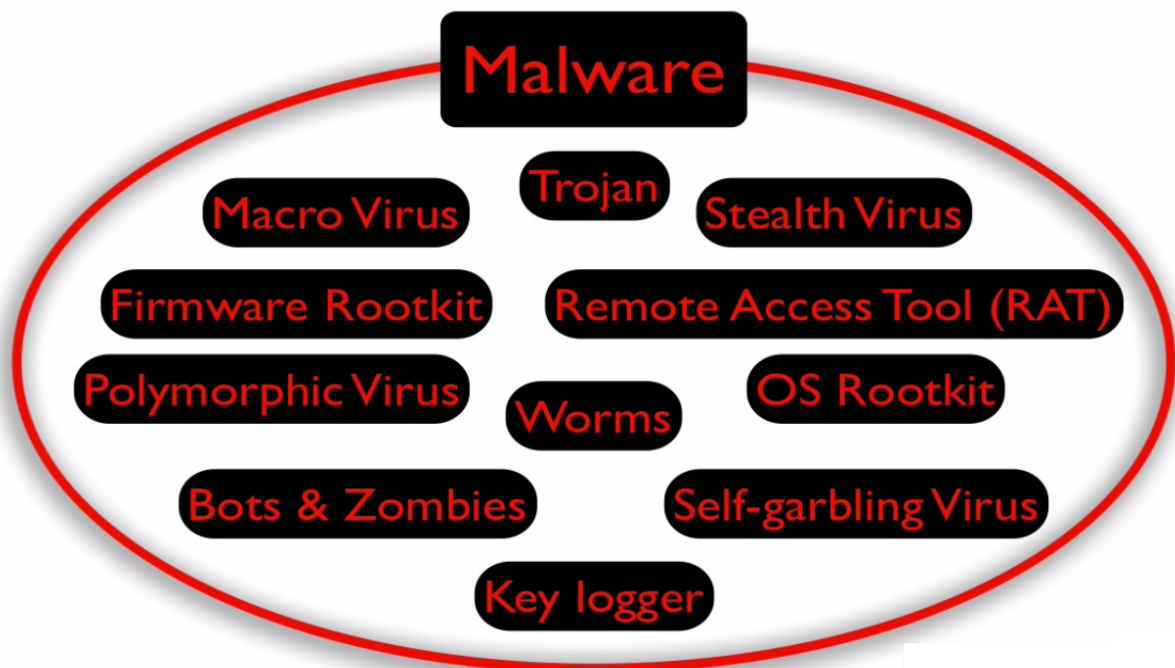 Malware
Trojan
Macro Virus
Stealth Virus
Firmware Rootkit
Remote Access Tool (RAT)
Polymorphic Virus
OS Rootkit
Worms
Bots & Zombies
Self-garbling Virus
Key logger